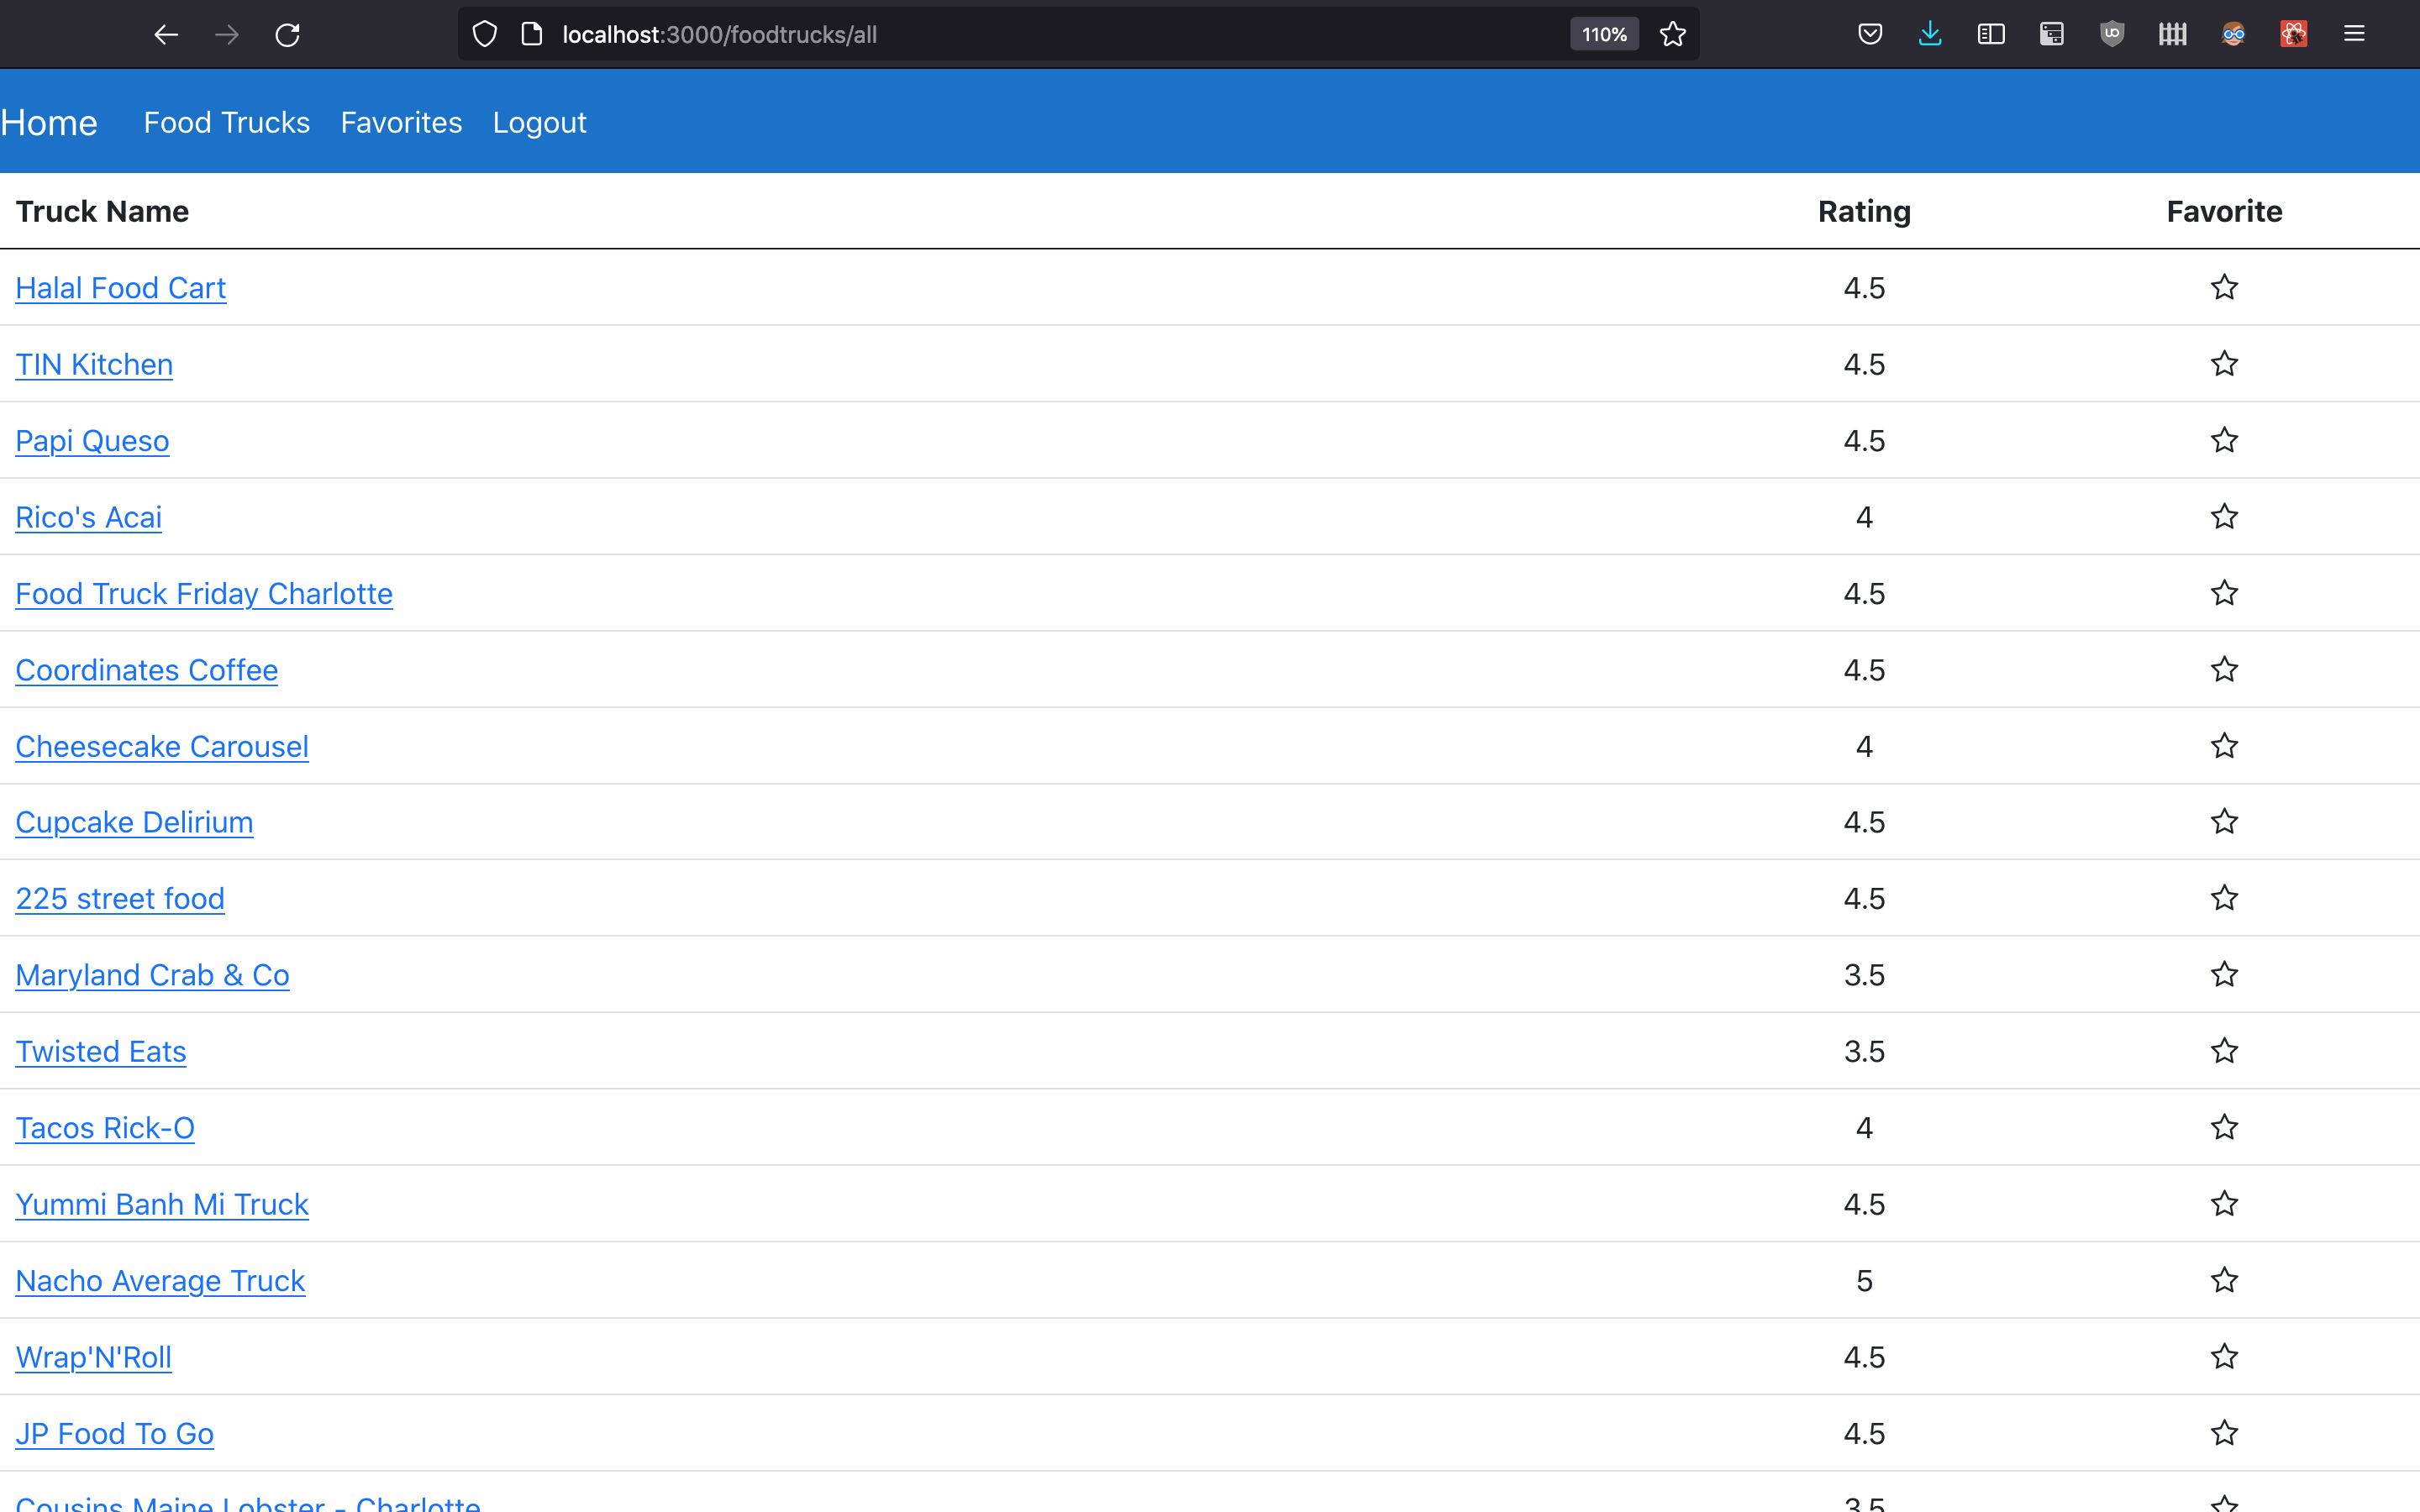 localhost:3000/foodtrucks/all 110%
Home Food Trucks Favorites Logout
Truck Name Rating Favorite
Halal Food Cart 4.5
TIN Kitchen 4.5
Papi Queso 4.5
Rico's Acai 4
Food Truck Friday Charlotte 4.5
Coordinates Coffee 4.5
Cheesecake Carousel 4
Cupcake Delirium 4.5
225 street food 4.5
Maryland Crab & Co 3.5
Twisted Eats 3.5
Tacos Rick-O 4
Yummi Banh Mi Truck 4.5
Nacho Average Truck 5
Wrap'N'Roll 4.5
JP Food To Go 4.5
Cousins Maine Lobster - Charlotte 3.5